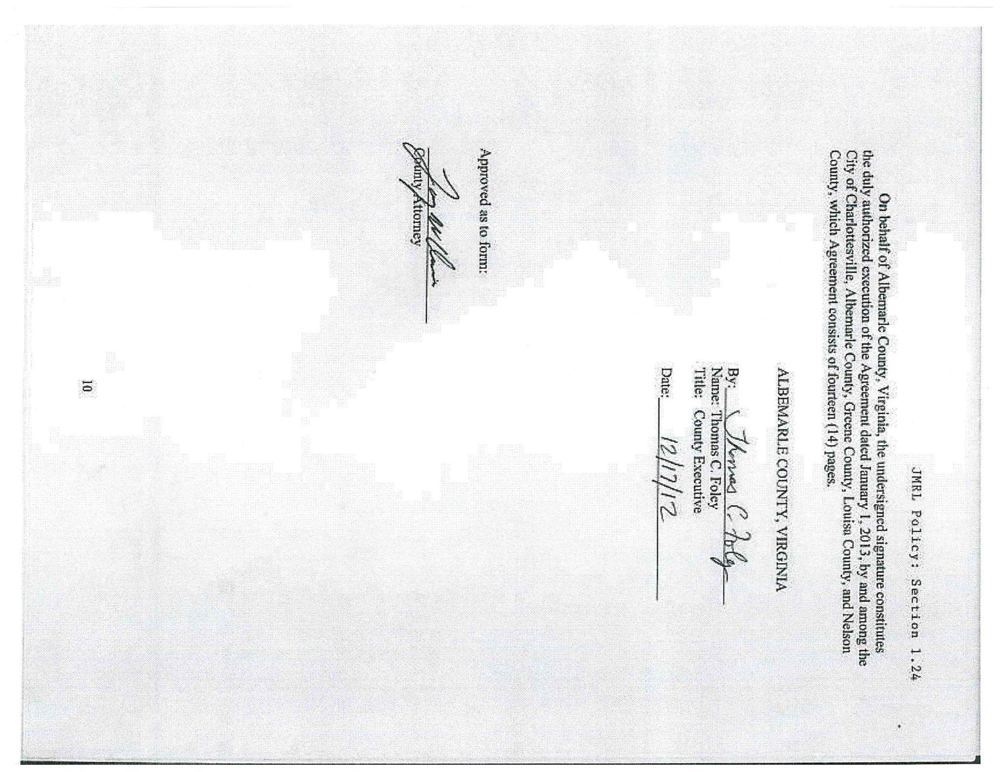 JMRL Policy: Section 1.24
On behalf of Albemarle County, Virginia, the undersigned signature constitutes
the duly authorized execution of the Agreement dated January 1, 2013, by and among the
City of Charlottesville, Albemarle County, Greene County, Louisa County, and Nelson
County, which Agreement consists of fourteen (14) pages.
ALBEMARLE COUNTY, VIRGINIA
By: Thomas C. Foley
Name: Thomas C. Foley
Title: County Executive
Date: 12/17/12
Approved as to form:
County Attorney
10